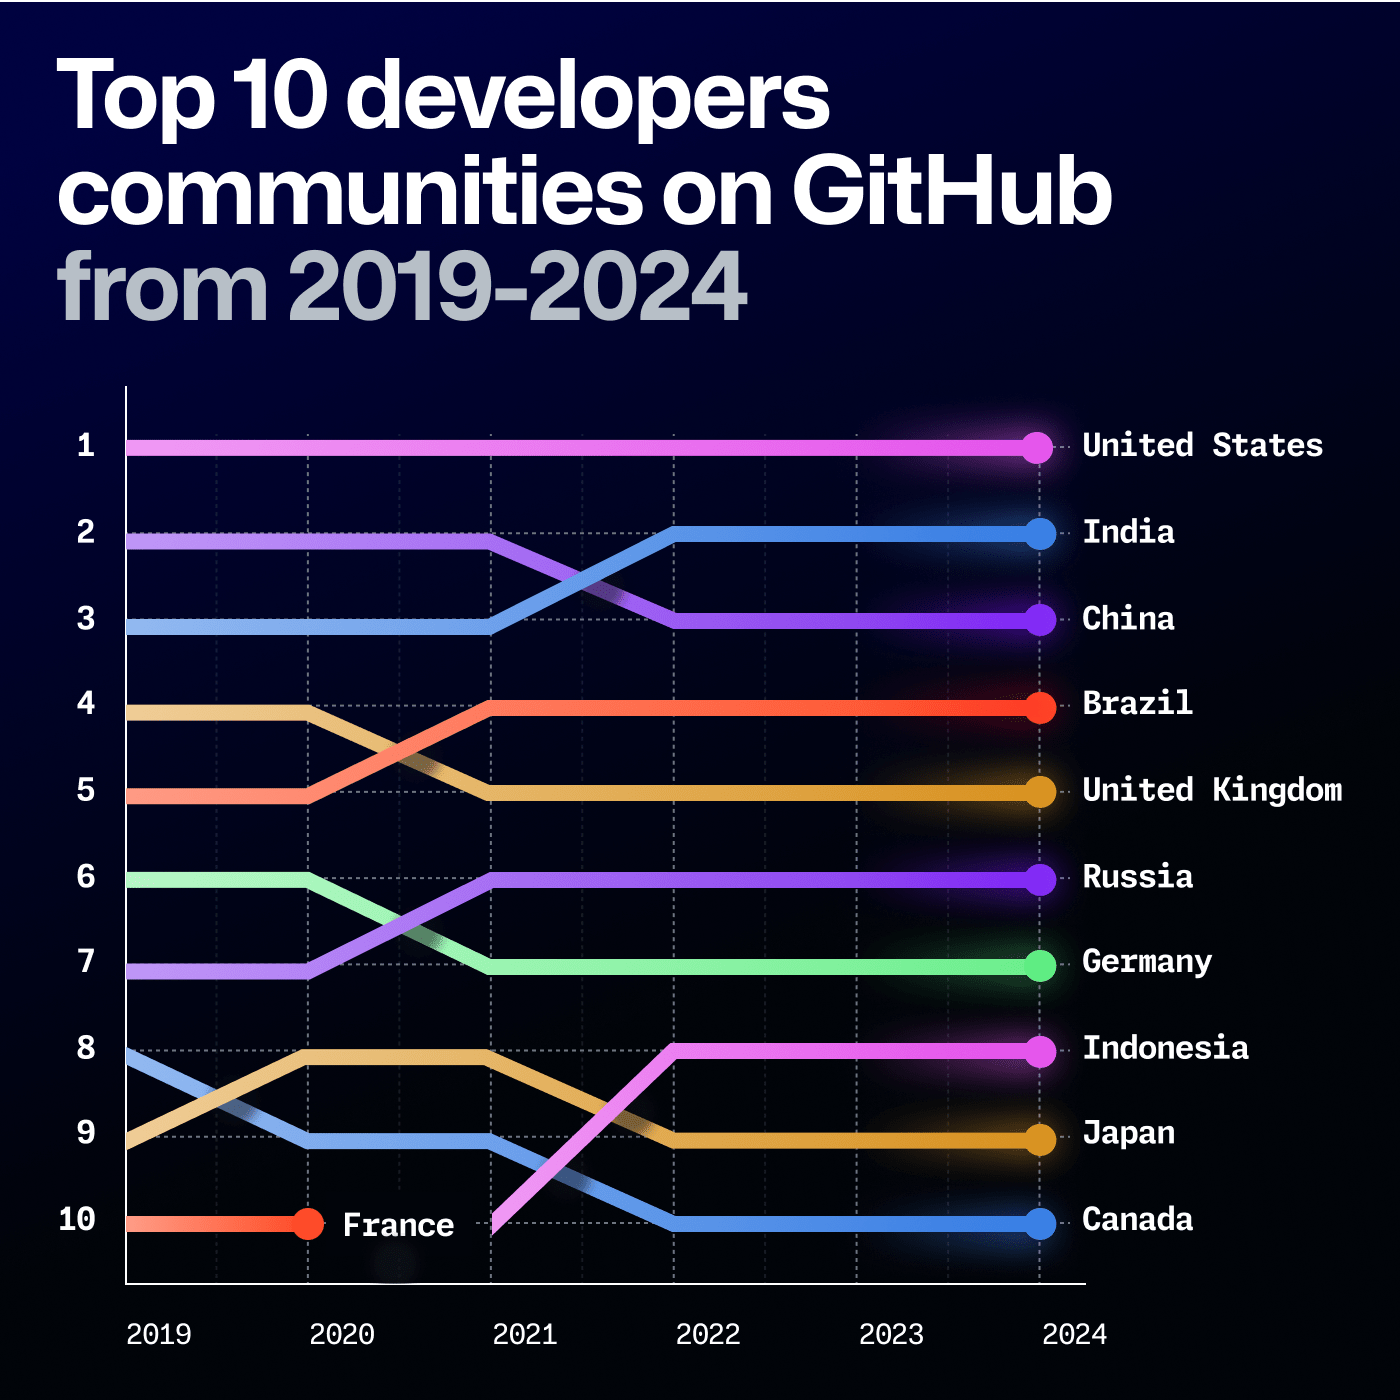 Top 10 developers
communities on GitHub
from 2019-2024
1 United States
2 India
3 China
4 Brazil
5 United Kingdom
6 Russia
7 Germany
8 Indonesia
9 Japan
10 France Canada
2019 2020 2021 2022 2023 2024